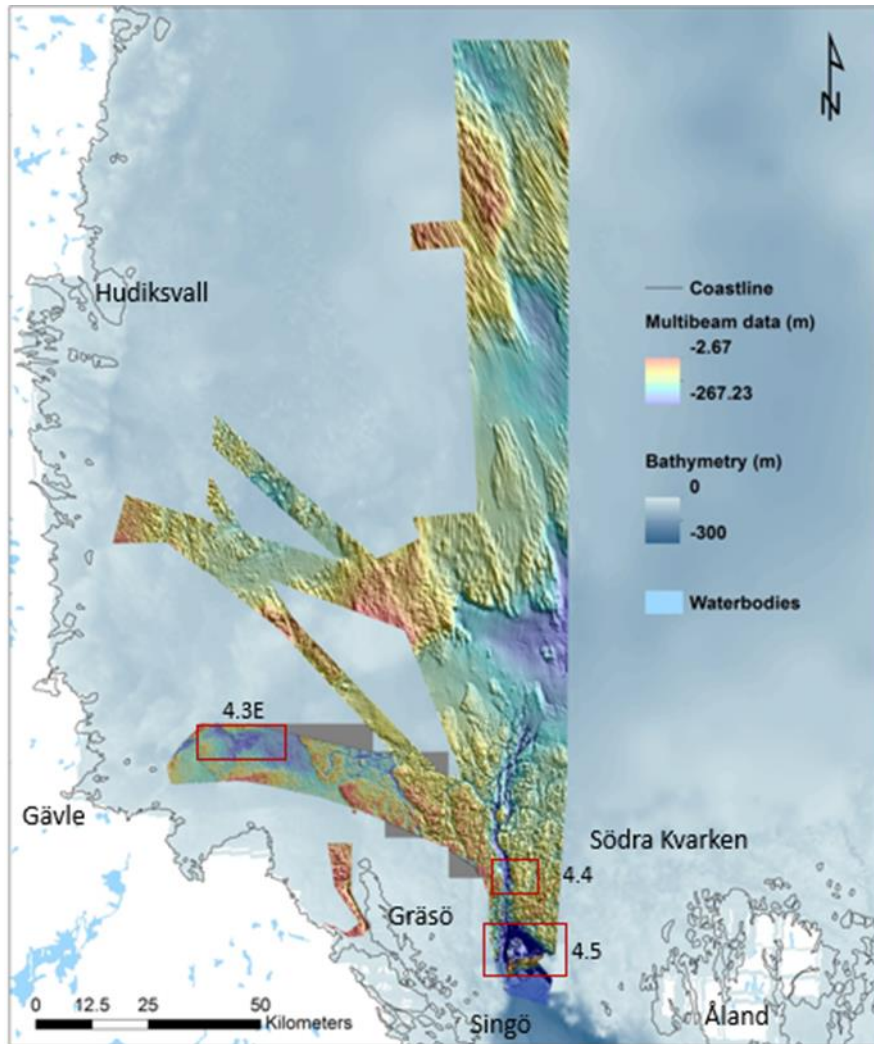 N
Hudiksvall
Coastline
Multibeam data (m)
-2.67
-267.23
Bathymetry (m)
0
-300
Waterbodies
4.3E
Gävle
Södra Kvarken
4.4
Gräsö
4.5
0 12.5 25 50
Kilometers
Singö
Åland